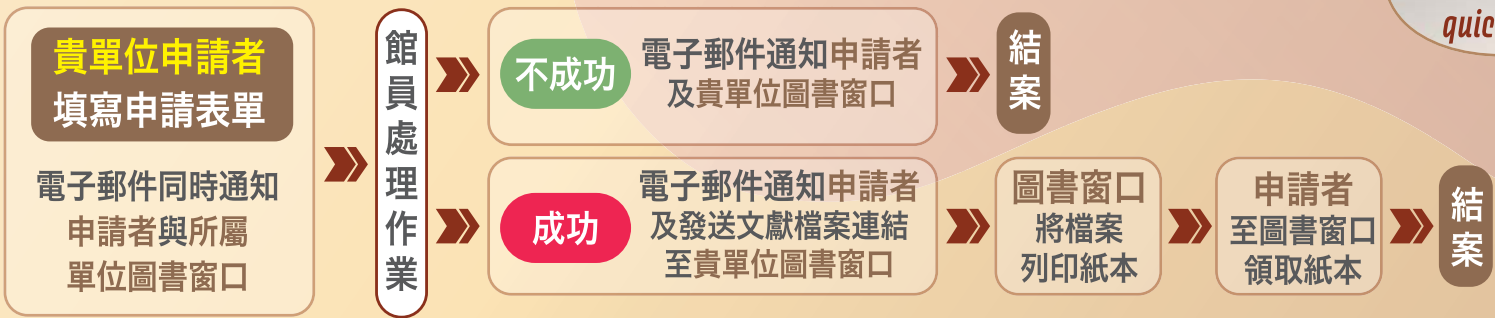 貴單位申請者
填寫申請表單
電子郵件同時通知
申請者與所屬
單位圖書窗口
館員處理作業
不成功
電子郵件通知申請者
及貴單位圖書窗口
結案
成功
電子郵件通知申請者
及發送文獻檔案連結
至貴單位圖書窗口
圖書窗口
將檔案
列印紙本
申請者
至圖書窗口
領取紙本
結案
quic